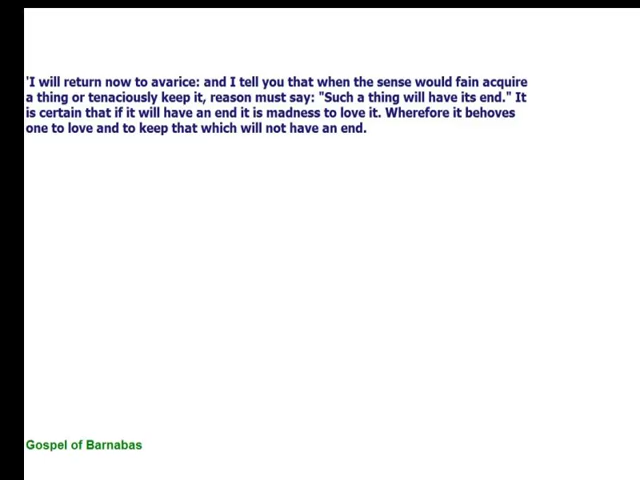 'I will return now to avarice: and I tell you that when the sense would fain acquire
a thing or tenaciously keep it, reason must say: "Such a thing will have its end." It
is certain that if it will have an end it is madness to love it. Wherefore it behoves
one to love and to keep that which will not have an end.
Gospel of Barnabas